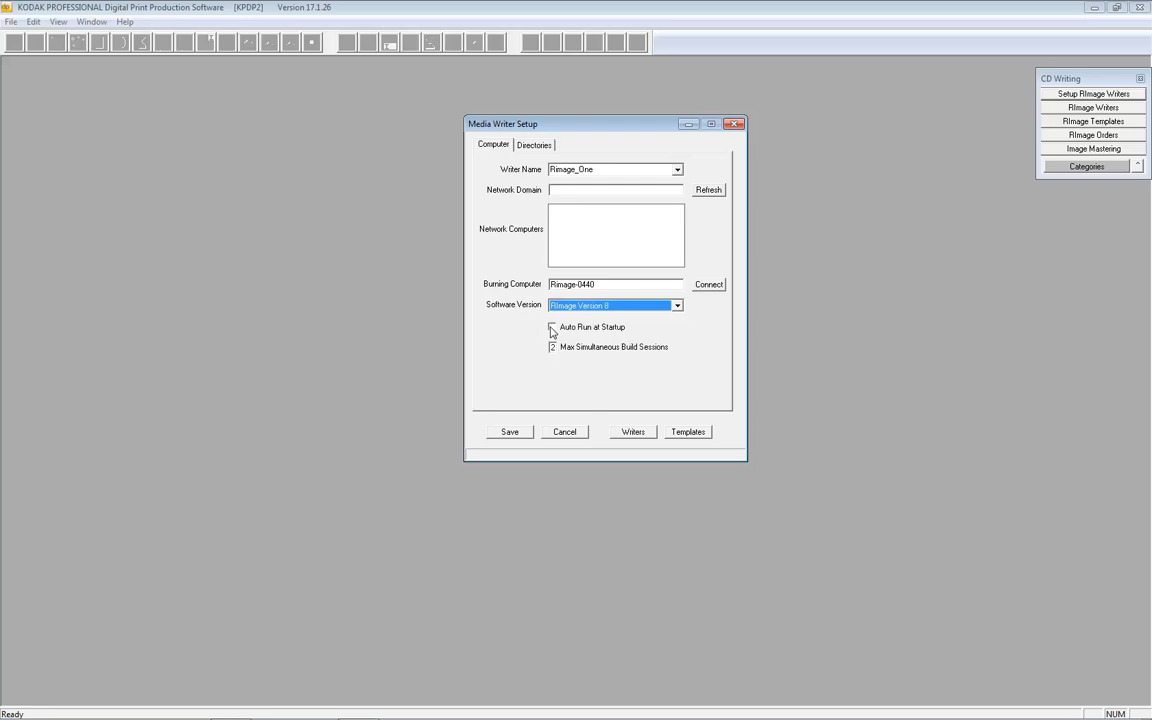 KODAK PROFESSIONAL Digital Print Production Software [KPDP2] Version 17.1.26
File Edit View Window Help
CD Writing
Setup RImage Writers
RImage Writers
RImage Templates
RImage Orders
Image Mastering
Categories
Media Writer Setup
Computer Directories
Writer Name Rimage_One
Network Domain Refresh
Network Computers
Burning Computer Rimage-0440 Connect
Software Version RImage Version 8
Auto Run at Startup
2 Max Simultaneous Build Sessions
Save Cancel Writers Templates
Ready NUM